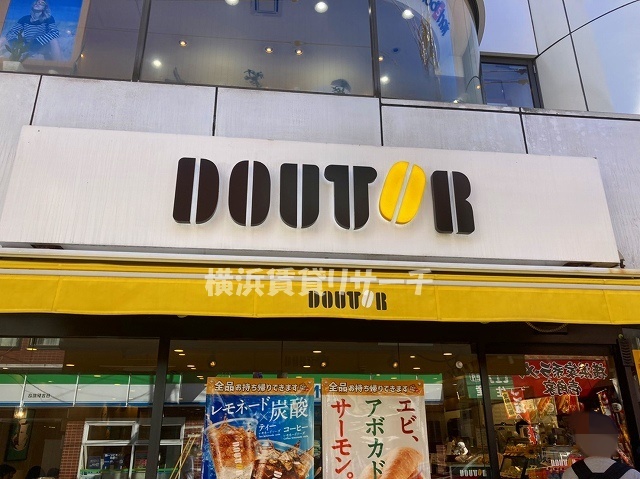 DOUTOR
横浜賃貸リサーチ
DOUTOR
全品お持ち帰りできます
レモネード炭酸
ティー
コーヒー
全品お持ち帰りできます
エビ、
アボカド
サーモン。
DOUTOR